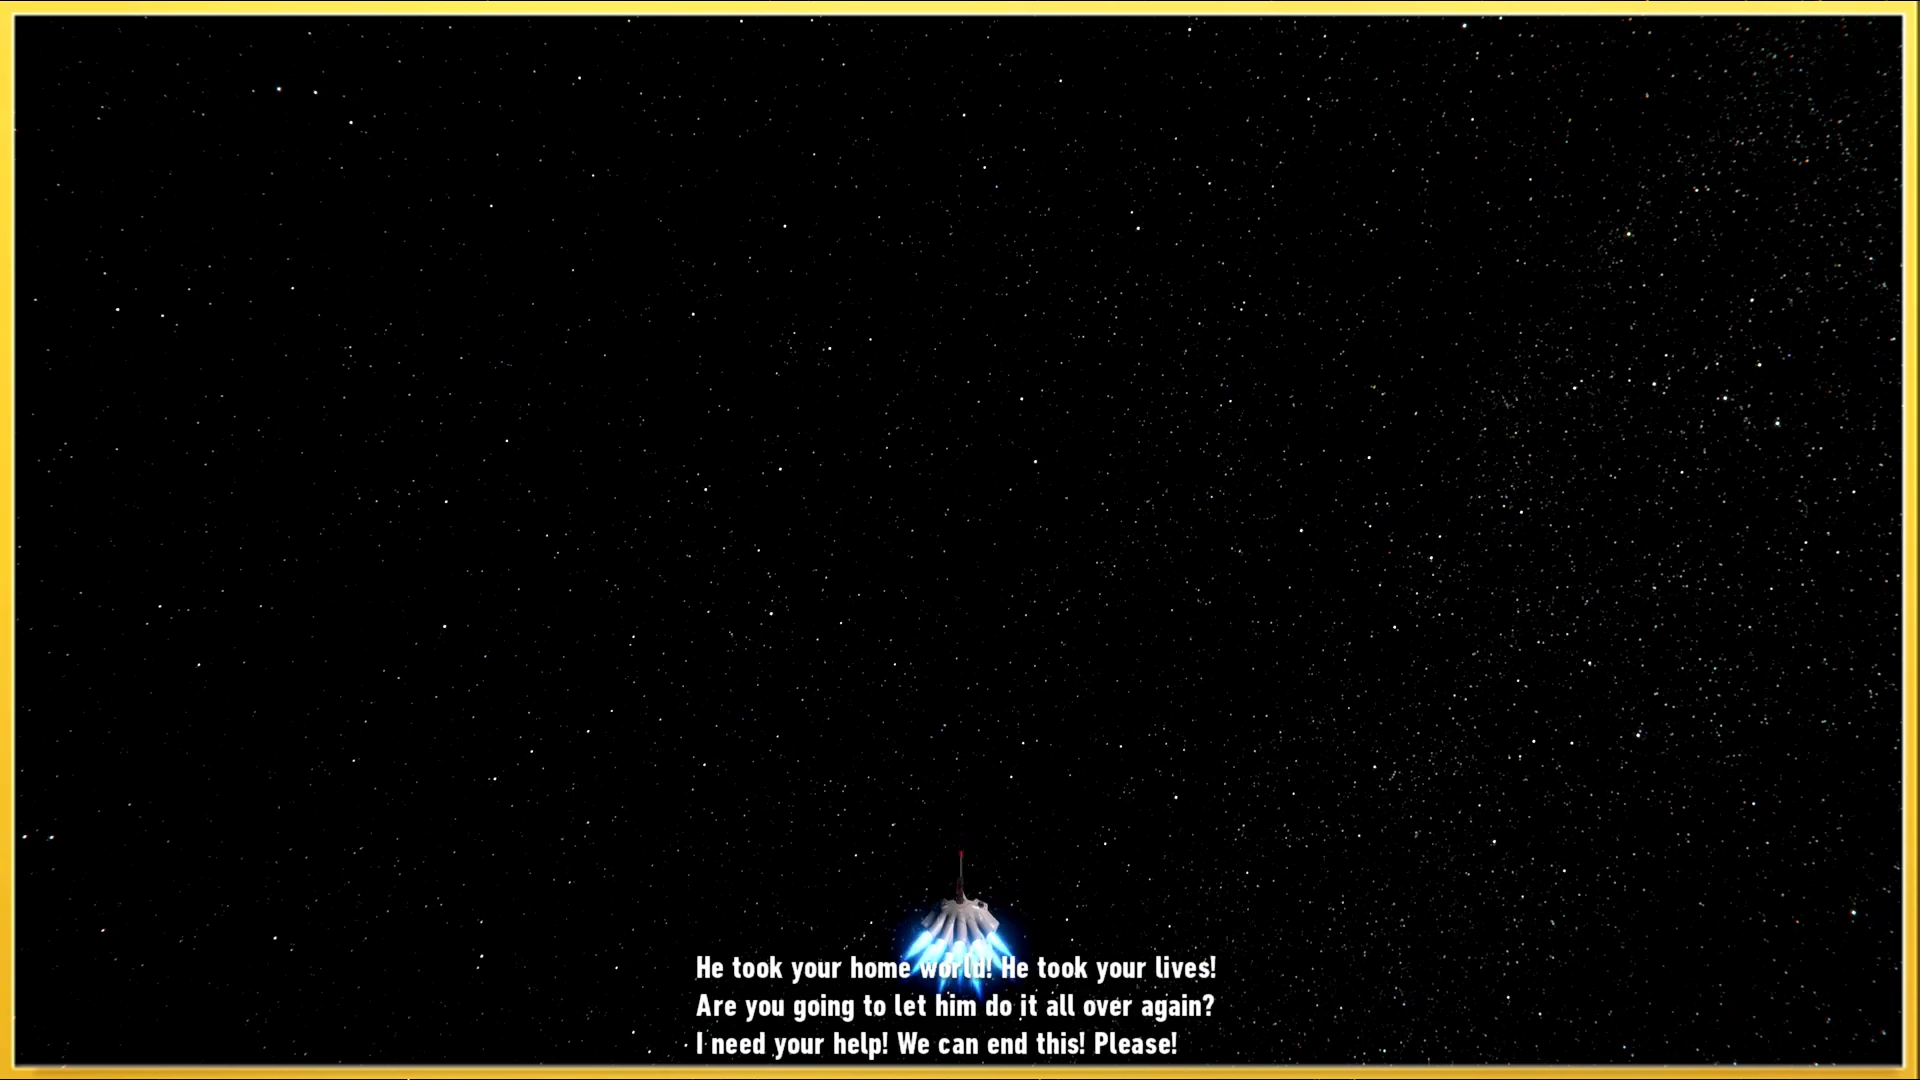 He took your home world! He took your lives!
Are you going to let him do it all over again?
I need your help! We can end this! Please!